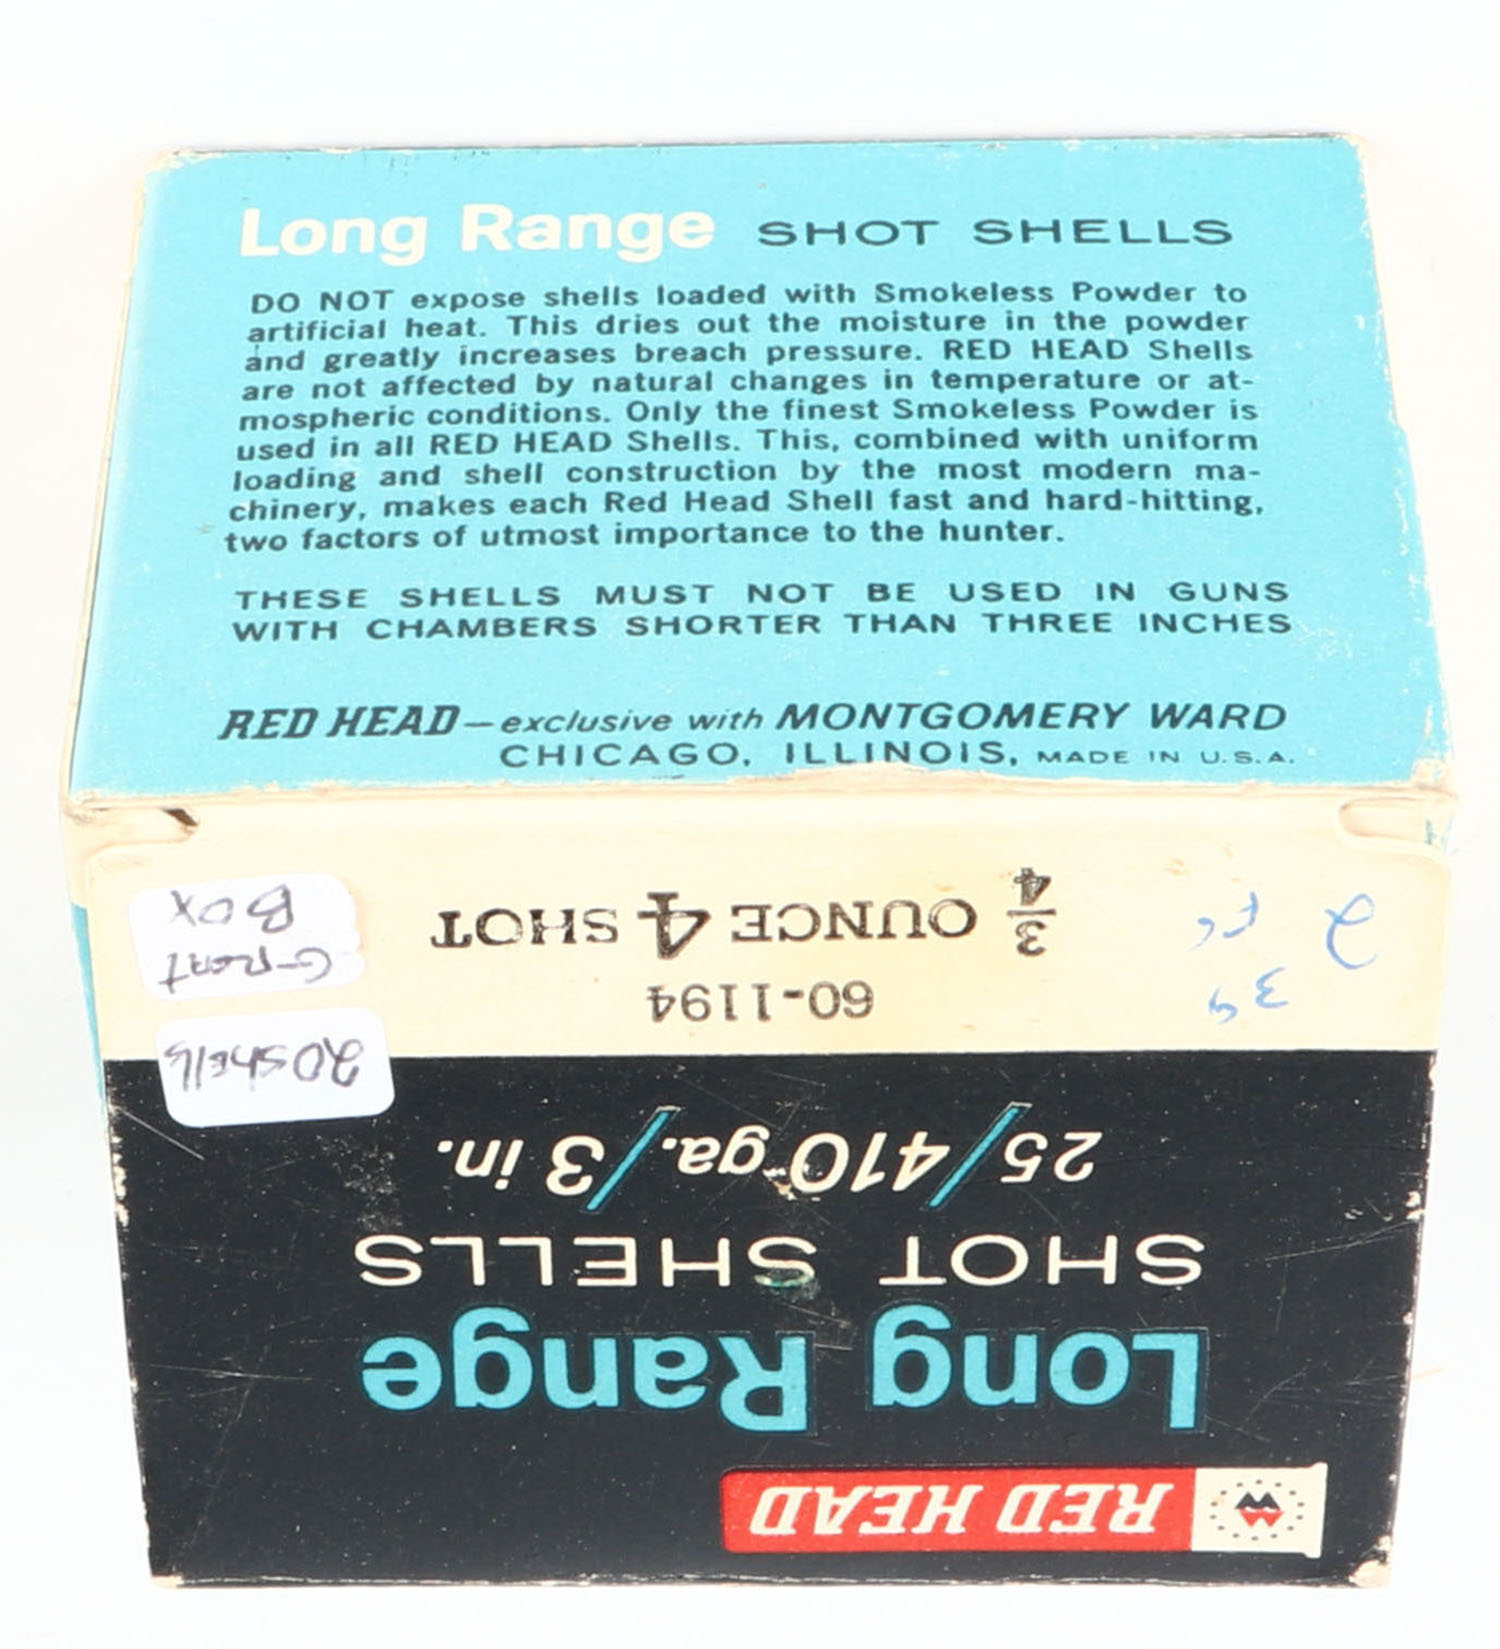 Long Range SHOT SHELLS
DO NOT expose shells loaded with Smokeless Powder to
artificial heat. This dries out the moisture in the powder
and greatly increases breach pressure. RED HEAD Shells
are not affected by natural changes in temperature or at-
mospheric conditions. Only the finest Smokeless Powder is
used in all RED HEAD Shells. This, combined with uniform
loading and shell construction by the most modern ma-
chinery, makes each Red Head Shell fast and hard-hitting,
two factors of utmost importance to the hunter.
THESE SHELLS MUST NOT BE USED IN GUNS
WITH CHAMBERS SHORTER THAN THREE INCHES
RED HEAD—exclusive with MONTGOMERY WARD
CHICAGO, ILLINOIS, MADE IN U.S.A.
RED HEAD
Long Range
SHOT SHELLS
25/410 ga./3 in.
20 shells
60-1194
3/4 OUNCE 4 SHOT
Great
Box
2